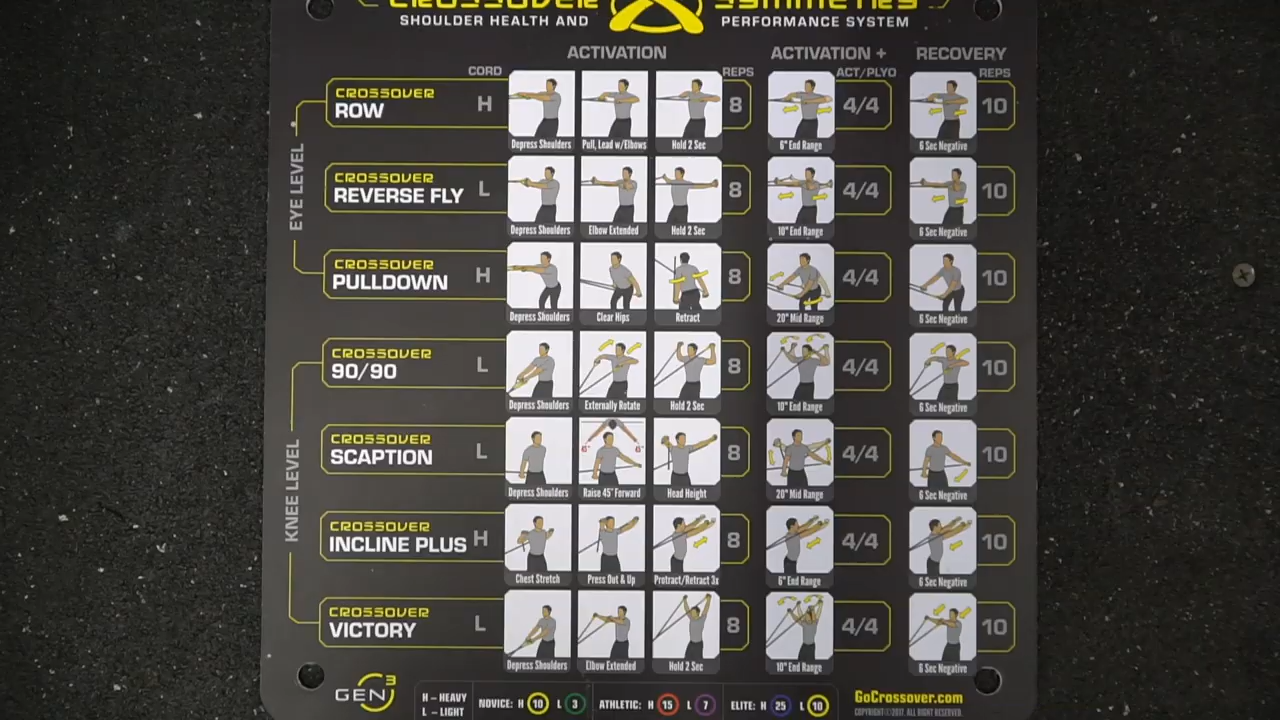 CROSSOVER SYMMETRY
SHOULDER HEALTH AND PERFORMANCE SYSTEM
ACTIVATION ACTIVATION + RECOVERY
CORD REPS ACT/PLYO REPS
EYE LEVEL
CROSSOVER
ROW H 8 4/4 10
Depress Shoulders Pull, Lead w/Elbows Hold 2 Sec 6" End Range 6 Sec Negative
CROSSOVER
REVERSE FLY L 8 4/4 10
Depress Shoulders Elbow Extended Hold 2 Sec 10" End Range 6 Sec Negative
CROSSOVER
PULLDOWN H 8 4/4 10
Depress Shoulders Clear Hips Retract 20" Mid Range 6 Sec Negative
KNEE LEVEL
CROSSOVER
90/90 L 8 4/4 10
Depress Shoulders Externally Rotate Hold 2 Sec 10" End Range 6 Sec Negative
CROSSOVER
SCAPTION L 8 4/4 10
Depress Shoulders Raise 45° Forward Head Height 20" Mid Range 6 Sec Negative
CROSSOVER
INCLINE PLUS H 8 4/4 10
Chest Stretch Press Out & Up Protract/Retract 3x 6" End Range 6 Sec Negative
CROSSOVER
VICTORY L 8 4/4 10
Depress Shoulders Elbow Extended Hold 2 Sec 10" End Range 6 Sec Negative
GEN3
H – HEAVY
L – LIGHT
NOVICE: H 10 L 3 ATHLETIC: H 15 L 7 ELITE: H 25 L 10
GoCrossover.com
COPYRIGHT©2017. ALL RIGHT RESERVED.